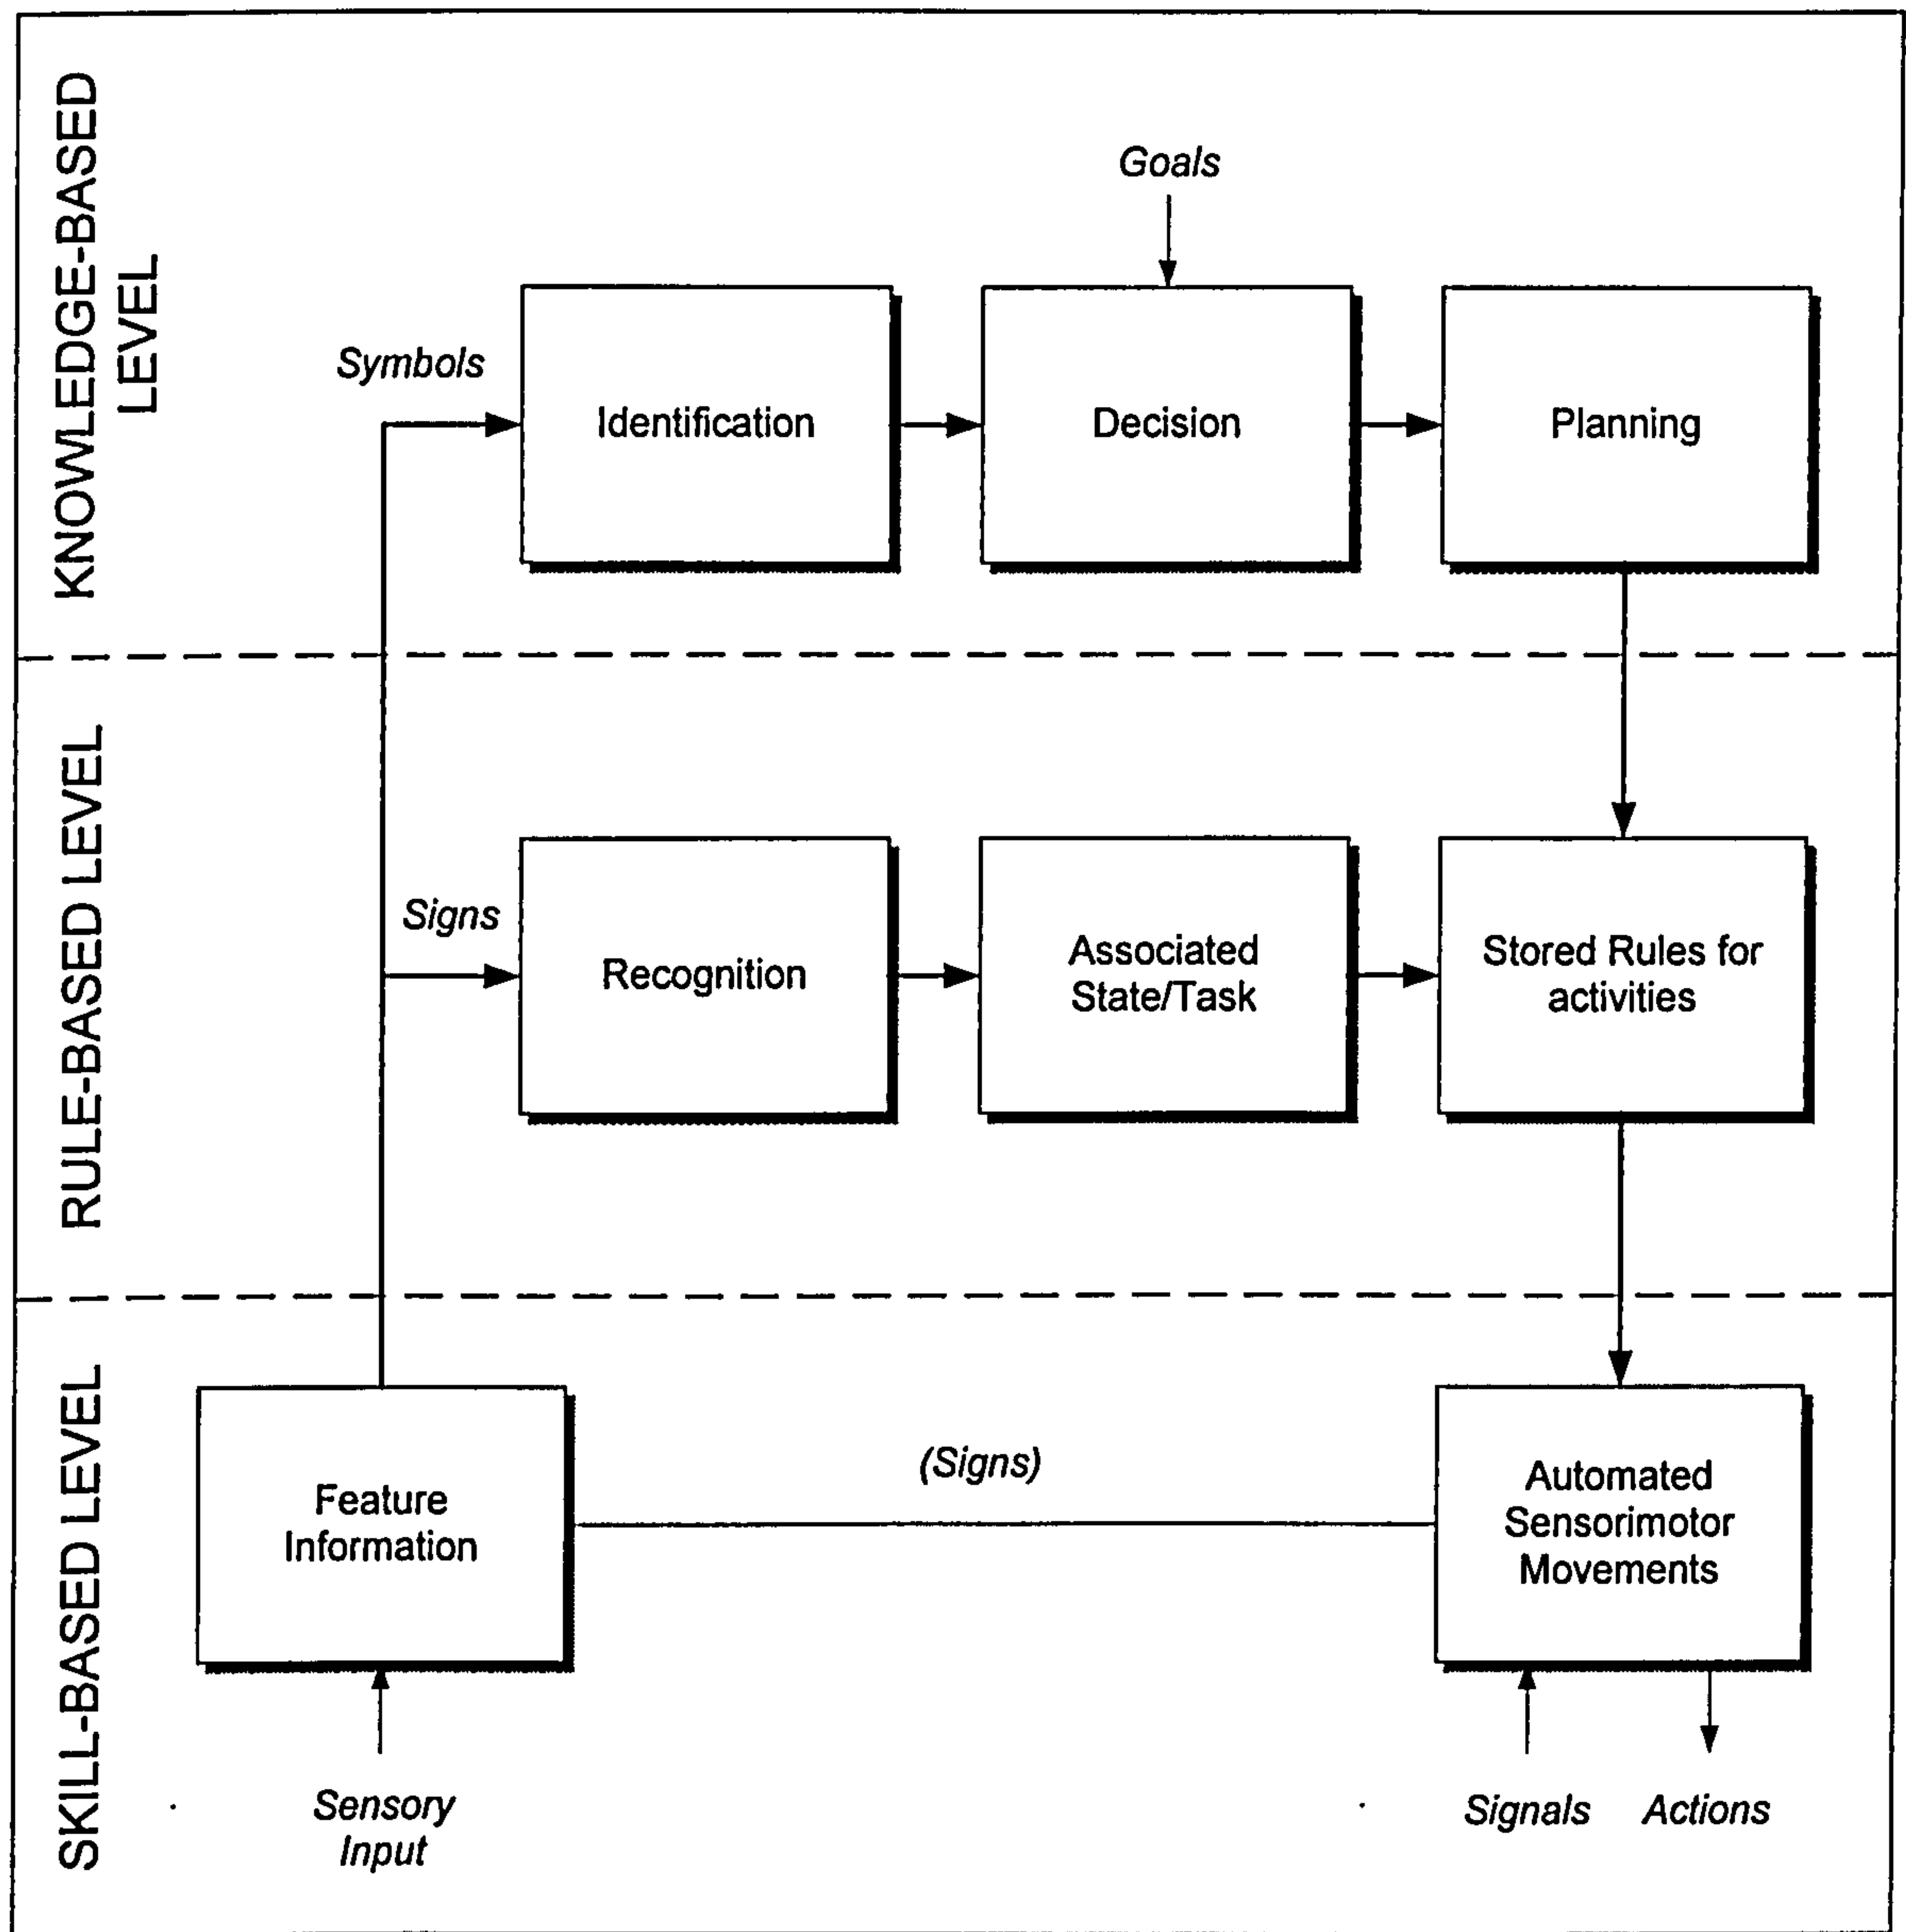 KNOWLEDGE-BASED
LEVEL
Goals
Symbols
Identification
Decision
Planning
RULE-BASED LEVEL
Signs
Recognition
Associated
State/Task
Stored Rules for
activities
SKILL-BASED LEVEL
Feature
Information
(Signs)
Automated
Sensorimotor
Movements
Sensory
Input
Signals
Actions